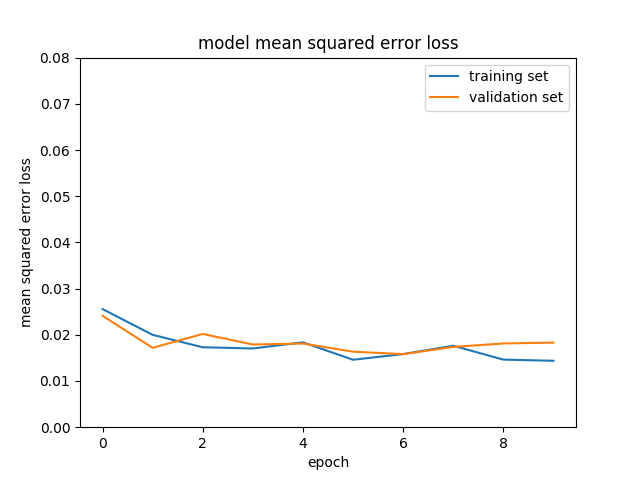 model mean squared error loss
0.08
0.07
0.06
0.05
0.04
0.03
0.02
0.01
0.00
mean squared error loss
training set
validation set
0 2 4 6 8
epoch